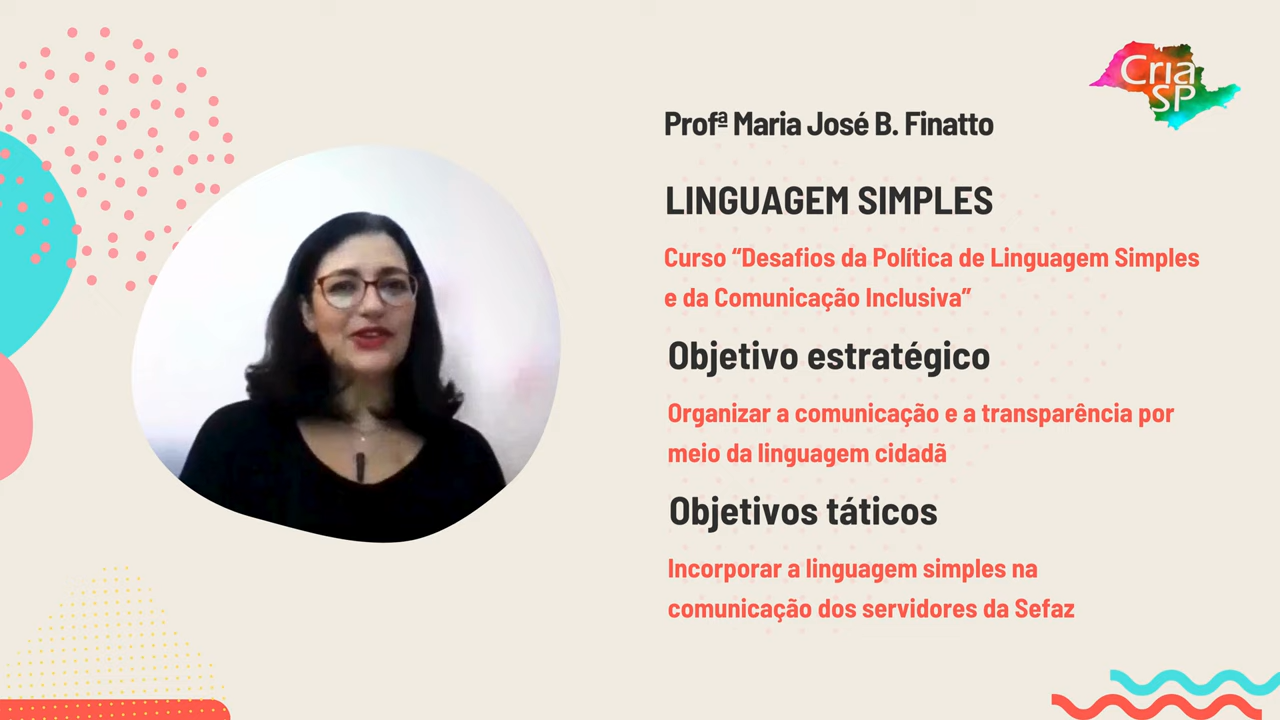 Cria
SP
Profª Maria José B. Finatto
LINGUAGEM SIMPLES
Curso “Desafios da Política de Linguagem Simples
e da Comunicação Inclusiva”
Objetivo estratégico
Organizar a comunicação e a transparência por
meio da linguagem cidadã
Objetivos táticos
Incorporar a linguagem simples na
comunicação dos servidores da Sefaz